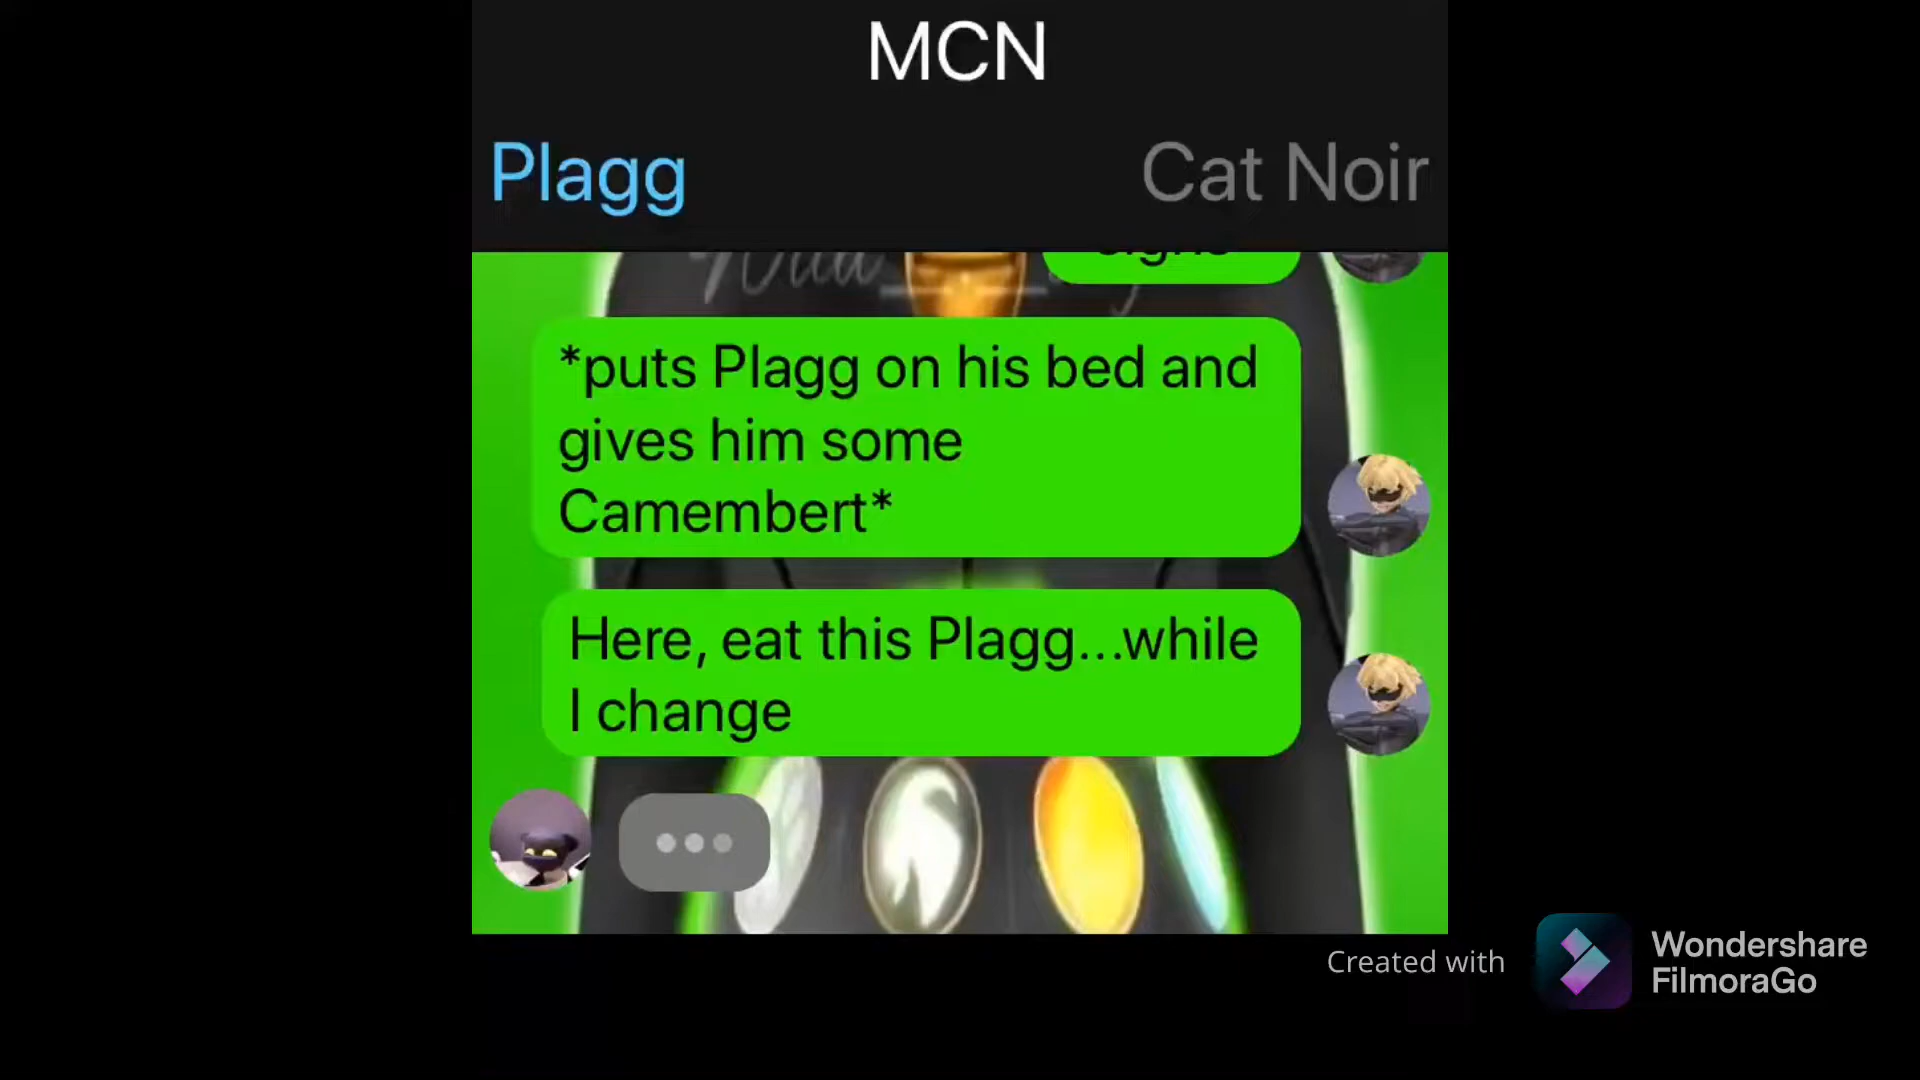 MCN
Plagg
Cat Noir
*puts Plagg on his bed and
gives him some
Camembert*
Here, eat this Plagg...while
I change
Created with
Wondershare
FilmoraGo